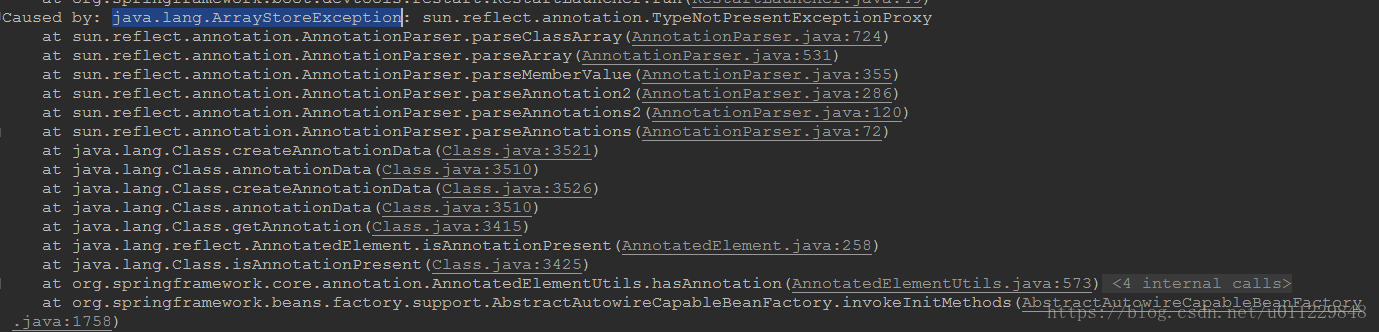 at org.springframework.boot.devtools.restart.RestartLauncher.run(RestartLauncher.java:49)
Caused by: java.lang.ArrayStoreException: sun.reflect.annotation.TypeNotPresentExceptionProxy
at sun.reflect.annotation.AnnotationParser.parseClassArray(AnnotationParser.java:724)
at sun.reflect.annotation.AnnotationParser.parseArray(AnnotationParser.java:531)
at sun.reflect.annotation.AnnotationParser.parseMemberValue(AnnotationParser.java:355)
at sun.reflect.annotation.AnnotationParser.parseAnnotation2(AnnotationParser.java:286)
at sun.reflect.annotation.AnnotationParser.parseAnnotations2(AnnotationParser.java:120)
at sun.reflect.annotation.AnnotationParser.parseAnnotations(AnnotationParser.java:72)
at java.lang.Class.createAnnotationData(Class.java:3521)
at java.lang.Class.annotationData(Class.java:3510)
at java.lang.Class.createAnnotationData(Class.java:3526)
at java.lang.Class.annotationData(Class.java:3510)
at java.lang.Class.getAnnotation(Class.java:3415)
at java.lang.reflect.AnnotatedElement.isAnnotationPresent(AnnotatedElement.java:258)
at java.lang.Class.isAnnotationPresent(Class.java:3425)
at org.springframework.core.annotation.AnnotatedElementUtils.hasAnnotation(AnnotatedElementUtils.java:573) <4 internal calls>
at org.springframework.beans.factory.support.AbstractAutowireCapableBeanFactory.invokeInitMethods(AbstractAutowireCapableBeanFactory
.java:1758)
https://blog.csdn.net/u011229848